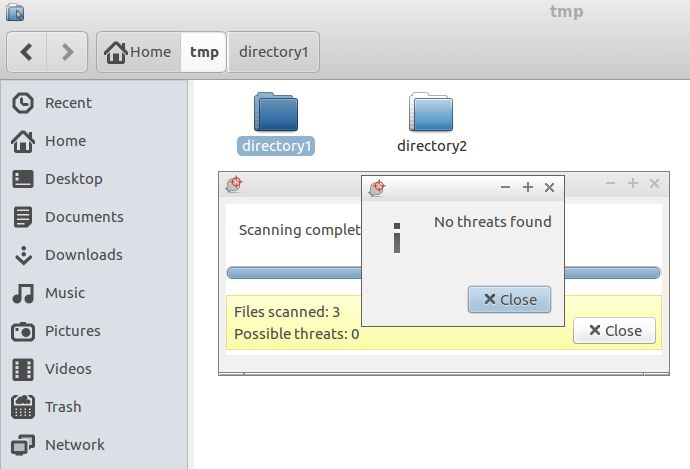 tmp
Home
tmp
directory1
Recent
Home
Desktop
Documents
Downloads
Music
Pictures
Videos
Trash
Network
directory1
directory2
Scanning complet
No threats found
Close
Files scanned: 3
Possible threats: 0
Close